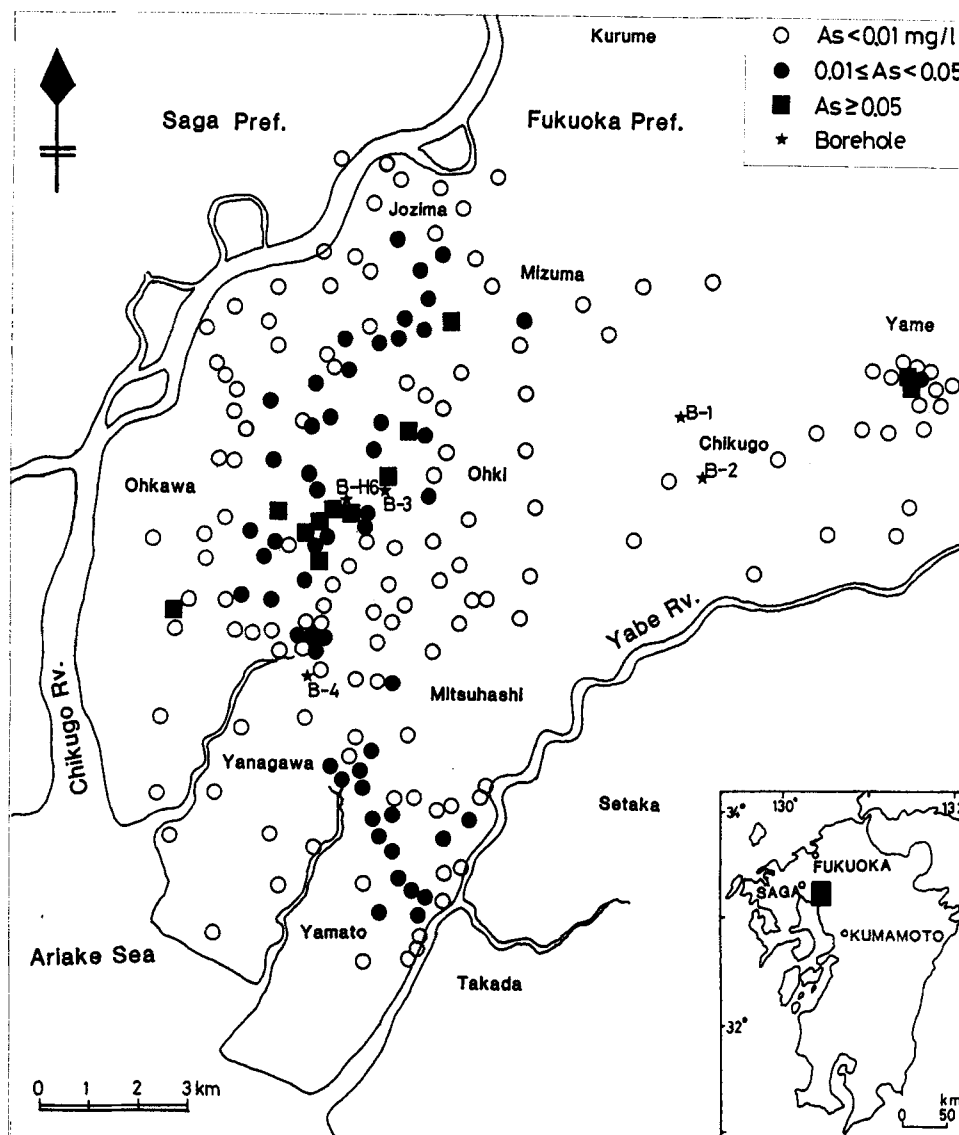 Kurume
○ As<0.01 mg/l
● 0.01≤As<0.05
■ As≥0.05
★ Borehole
Saga Pref.
Fukuoka Pref.
Jozima
Mizuma
Yame
B-1
Chikugo
B-2
Ohkawa
Ohki
B-H6
B-3
Yabe Rv.
Chikugo Rv.
B-4
Mitsuhashi
Yanagawa
Setaka
Yamato
Ariake Sea
Takada
0 1 2 3 km
130°
34°
FUKUOKA
SAGA
KUMAMOTO
32°
km
0 50